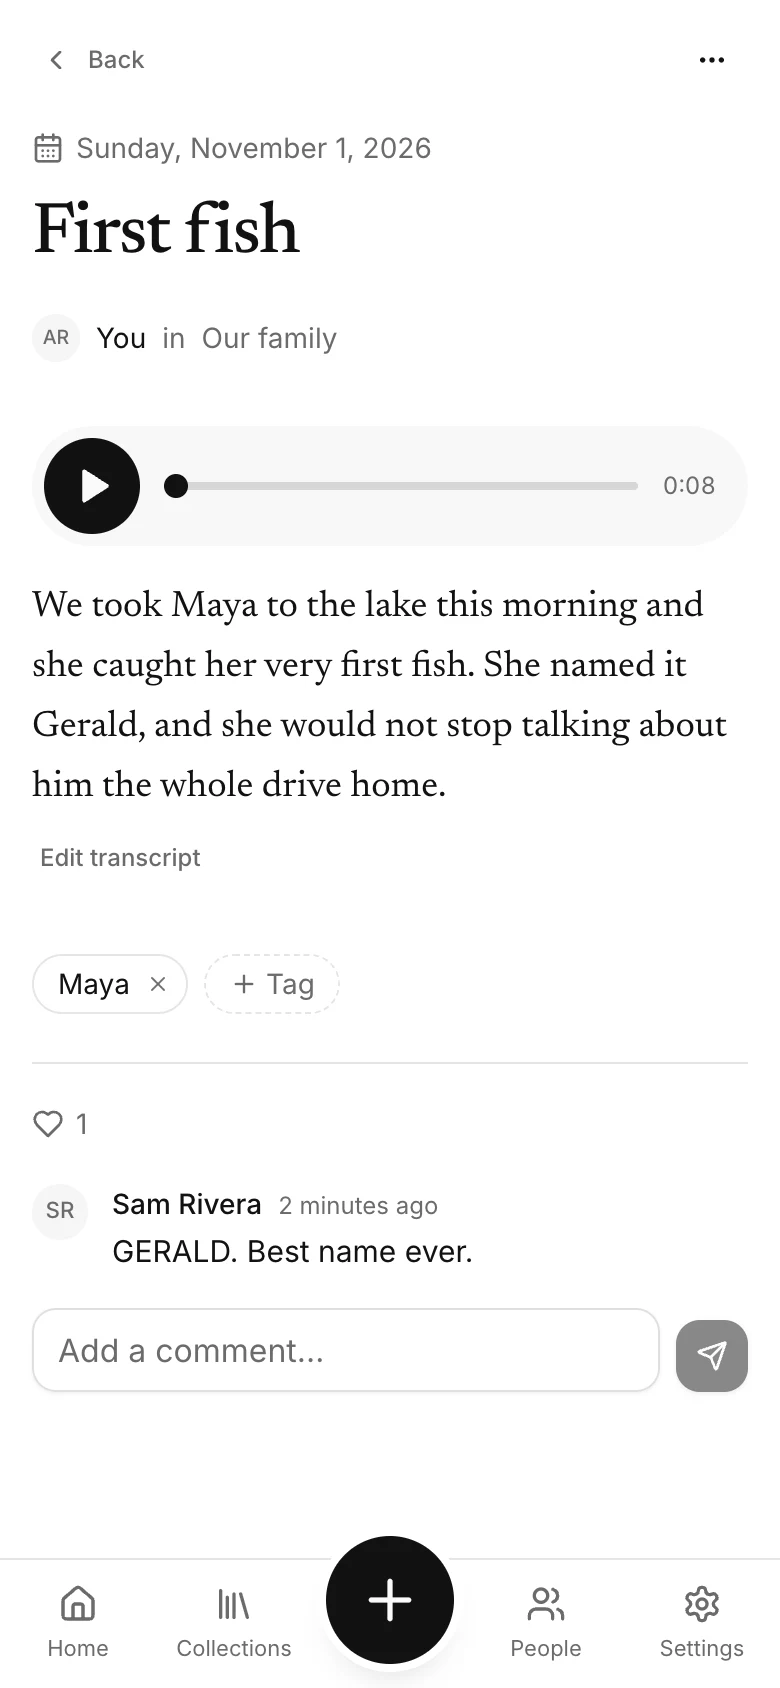 Back
Sunday, November 1, 2026
First fish
AR You in Our family
0:08
We took Maya to the lake this morning and
she caught her very first fish. She named it
Gerald, and she would not stop talking about
him the whole drive home.
Edit transcript
Maya
Tag
1
SR Sam Rivera 2 minutes ago
GERALD. Best name ever.
Add a comment...
Home Collections People Settings